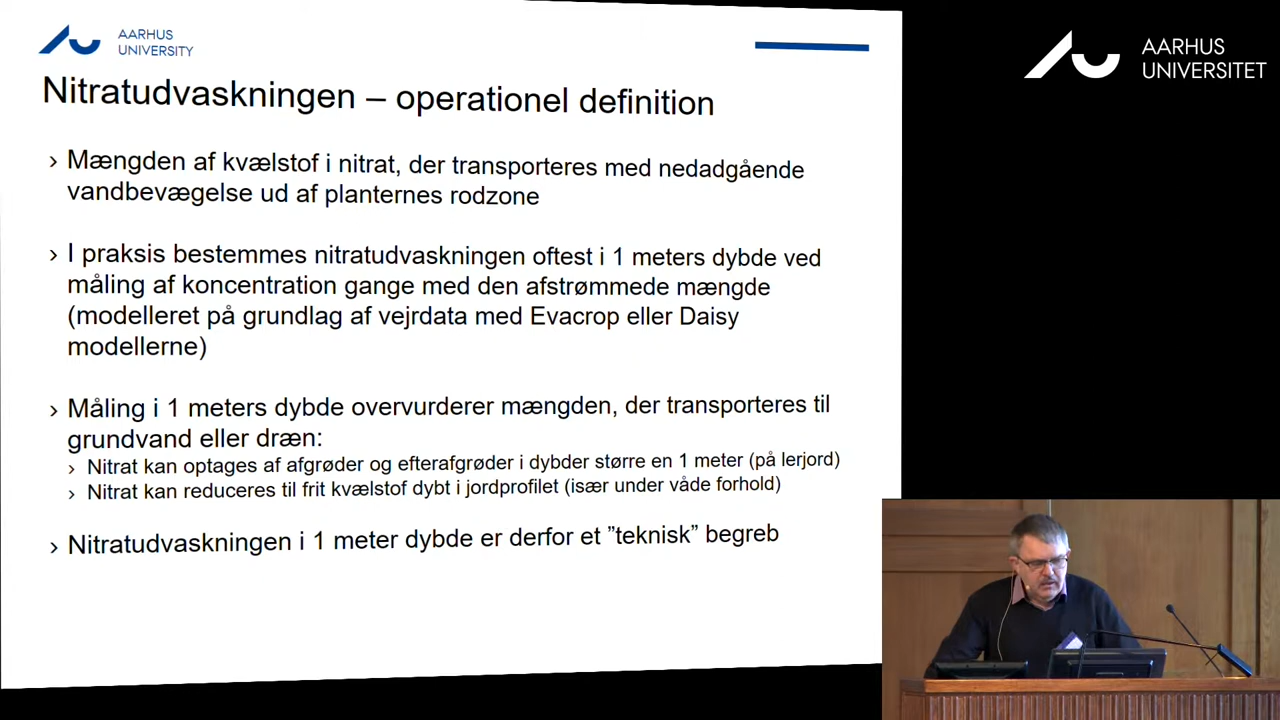 AARHUS
UNIVERSITY
AARHUS
UNIVERSITET
Nitratudvaskningen – operationel definition
› Mængden af kvælstof i nitrat, der transporteres med nedadgående
vandbevægelse ud af planternes rodzone
› I praksis bestemmes nitratudvaskningen oftest i 1 meters dybde ved
måling af koncentration gange med den afstrømmede mængde
(modelleret på grundlag af vejrdata med Evacrop eller Daisy
modellerne)
› Måling i 1 meters dybde overvurderer mængden, der transporteres til
grundvand eller dræn:
› Nitrat kan optages af afgrøder og efterafgrøder i dybder større en 1 meter (på lerjord)
› Nitrat kan reduceres til frit kvælstof dybt i jordprofilet (især under våde forhold)
› Nitratudvaskningen i 1 meter dybde er derfor et ”teknisk” begreb